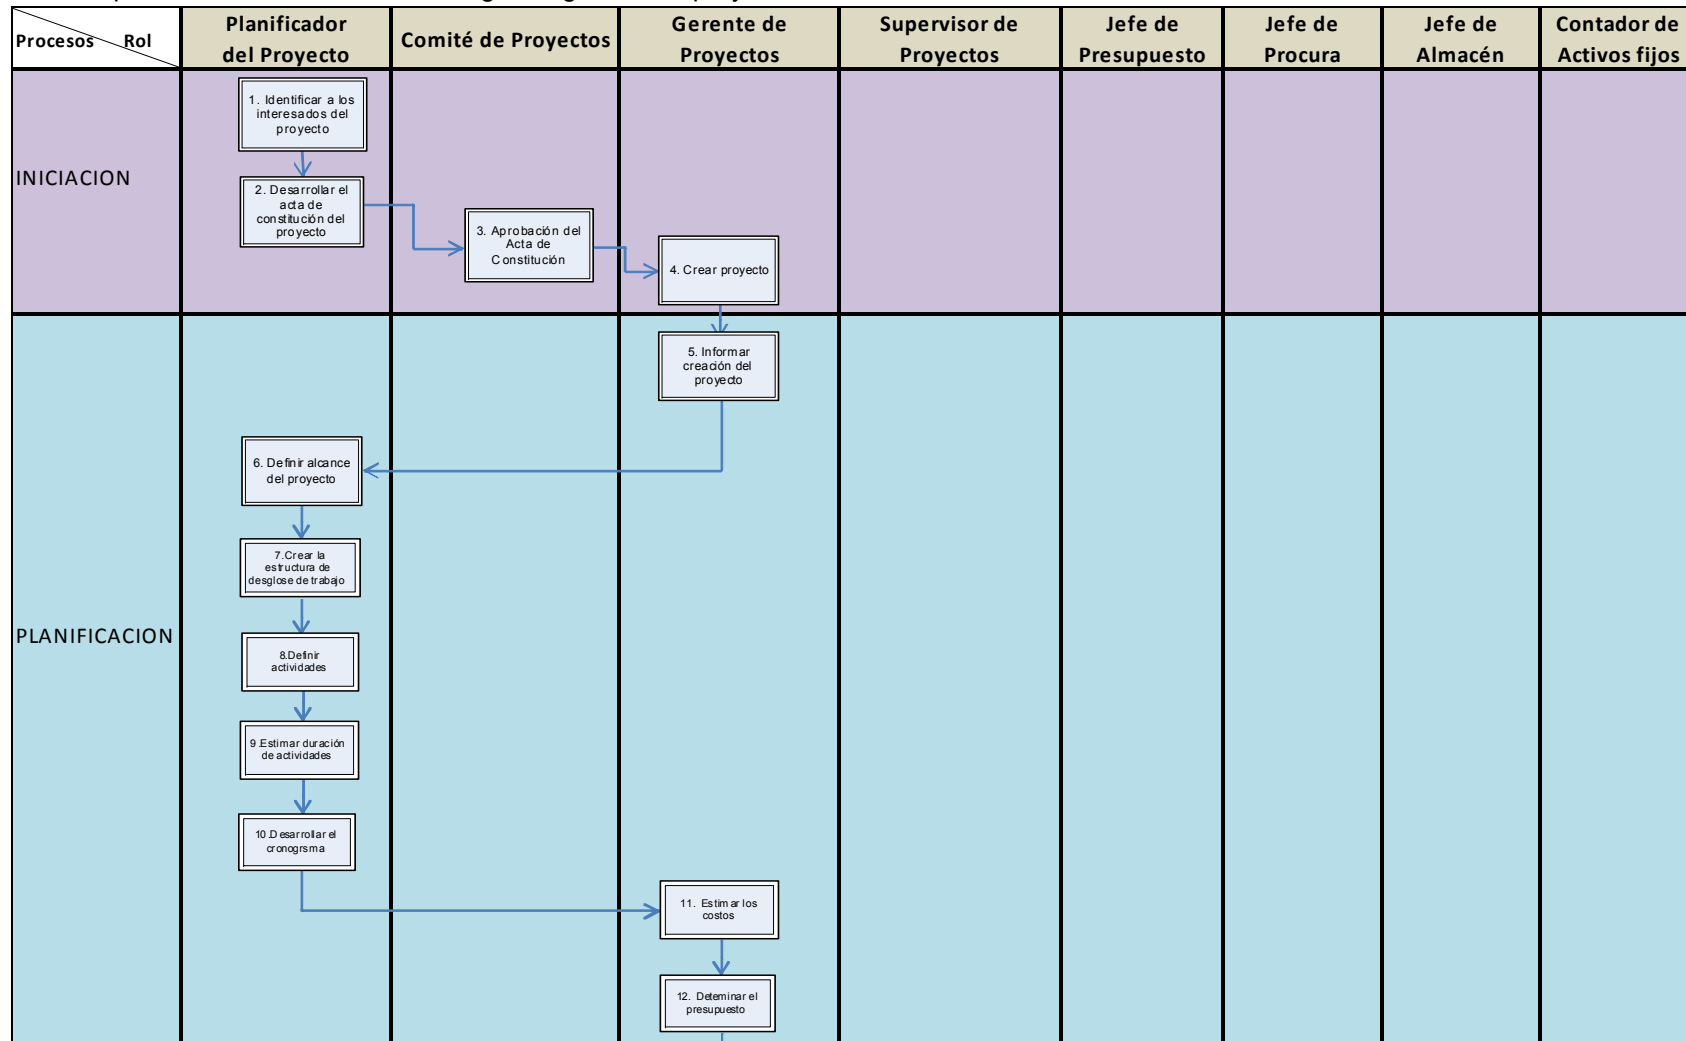 Procesos Rol
Planificador
del Proyecto
Comité de Proyectos
Gerente de
Proyectos
Supervisor de
Proyectos
Jefe de
Presupuesto
Jefe de
Procura
Jefe de
Almacén
Contador de
Activos fijos
INICIACION
1. Identificar a los
interesados del
proyecto
2. Desarrollar el
acta de
constitución del
proyecto
3. Aprobación del
Acta de
Constitución
4. Crear proyecto
PLANIFICACION
5. Informar
creación del
proyecto
6. Definir alcance
del proyecto
7.Crear la
estructura de
desglose de trabajo
8.Definir
actividades
9.Estimar duración
de actividades
10.Desarrollar el
cronogrsma
11. Estimar los
costos
12. Deteminar el
presupuesto